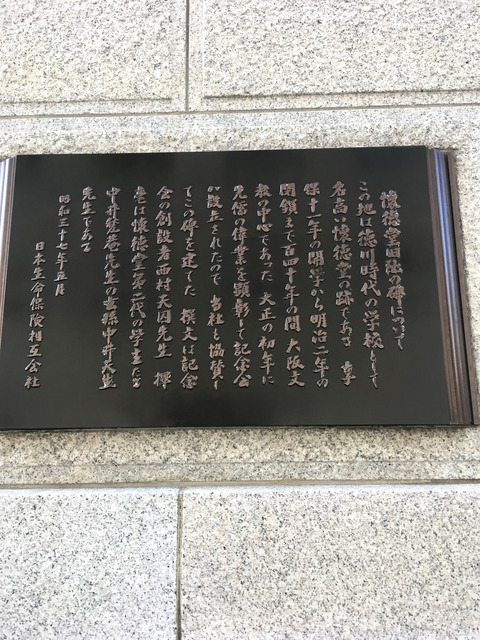 懐徳堂旧阯の碑について
この地は徳川時代の学校として
名高い懐徳堂の跡である 享
保十一年の開学から明治二年の
閉鎖まで百四十余年の間 大阪文
教の中心であった 大正の初年に
先儒の偉業を顕彰して記念会
が設立されたので 当社も協賛し
てこの碑を建てた 撰文は記念
会の創設者西村天囚先生 揮
毫は懐徳堂第二代の学主たる
中井甃菴先生の玄孫中井天生
先生である
昭和三十七年五月
日本生命保険相互会社